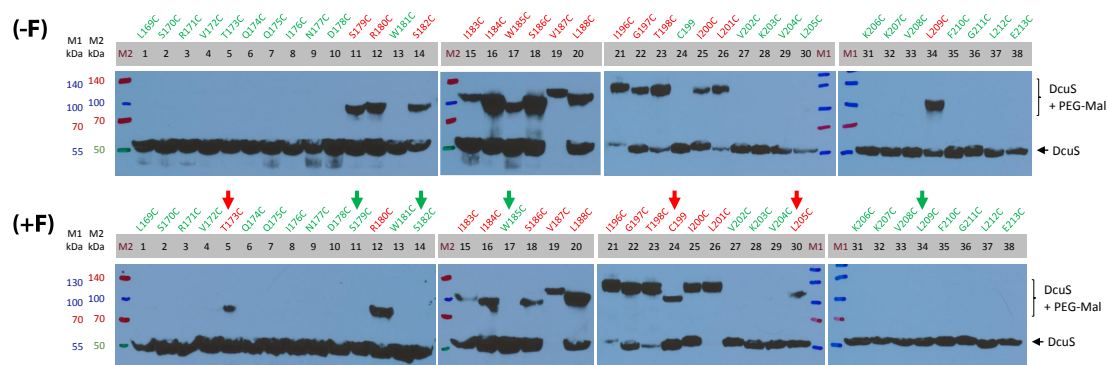 (-F)
L169C S170C R171C V172C T173C Q174C Q175C I176C N177C D178C S179C R180C W181C S182C I183C I184C W185C S186C V187C L188C I196C G197C T198C C199 I200C L201C V202C K203C V204C L205C K206C K207C V208C L209C F210C G211C L212C E213C
M1 M2
kDa kDa M2 1 2 3 4 5 6 7 8 9 10 11 12 13 14 M2 15 16 17 18 19 20 21 22 23 24 25 26 27 28 29 30 M1 M1 31 32 33 34 35 36 37 38
140 140
100 100
70 70
55 50
DcuS
+ PEG-Mal
DcuS
(+F)
L169C S170C R171C V172C T173C Q174C Q175C I176C N177C D178C S179C R180C W181C S182C I183C I184C W185C S186C V187C L188C I196C G197C T198C C199 I200C L201C V202C K203C V204C L205C K206C K207C V208C L209C F210C G211C L212C E213C
M1 M2
kDa kDa M2 1 2 3 4 5 6 7 8 9 10 11 12 13 14 M2 15 16 17 18 19 20 21 22 23 24 25 26 27 28 29 30 M1 M1 31 32 33 34 35 36 37 38
130 140
100 100
70 70
55 50
DcuS
+ PEG-Mal
DcuS